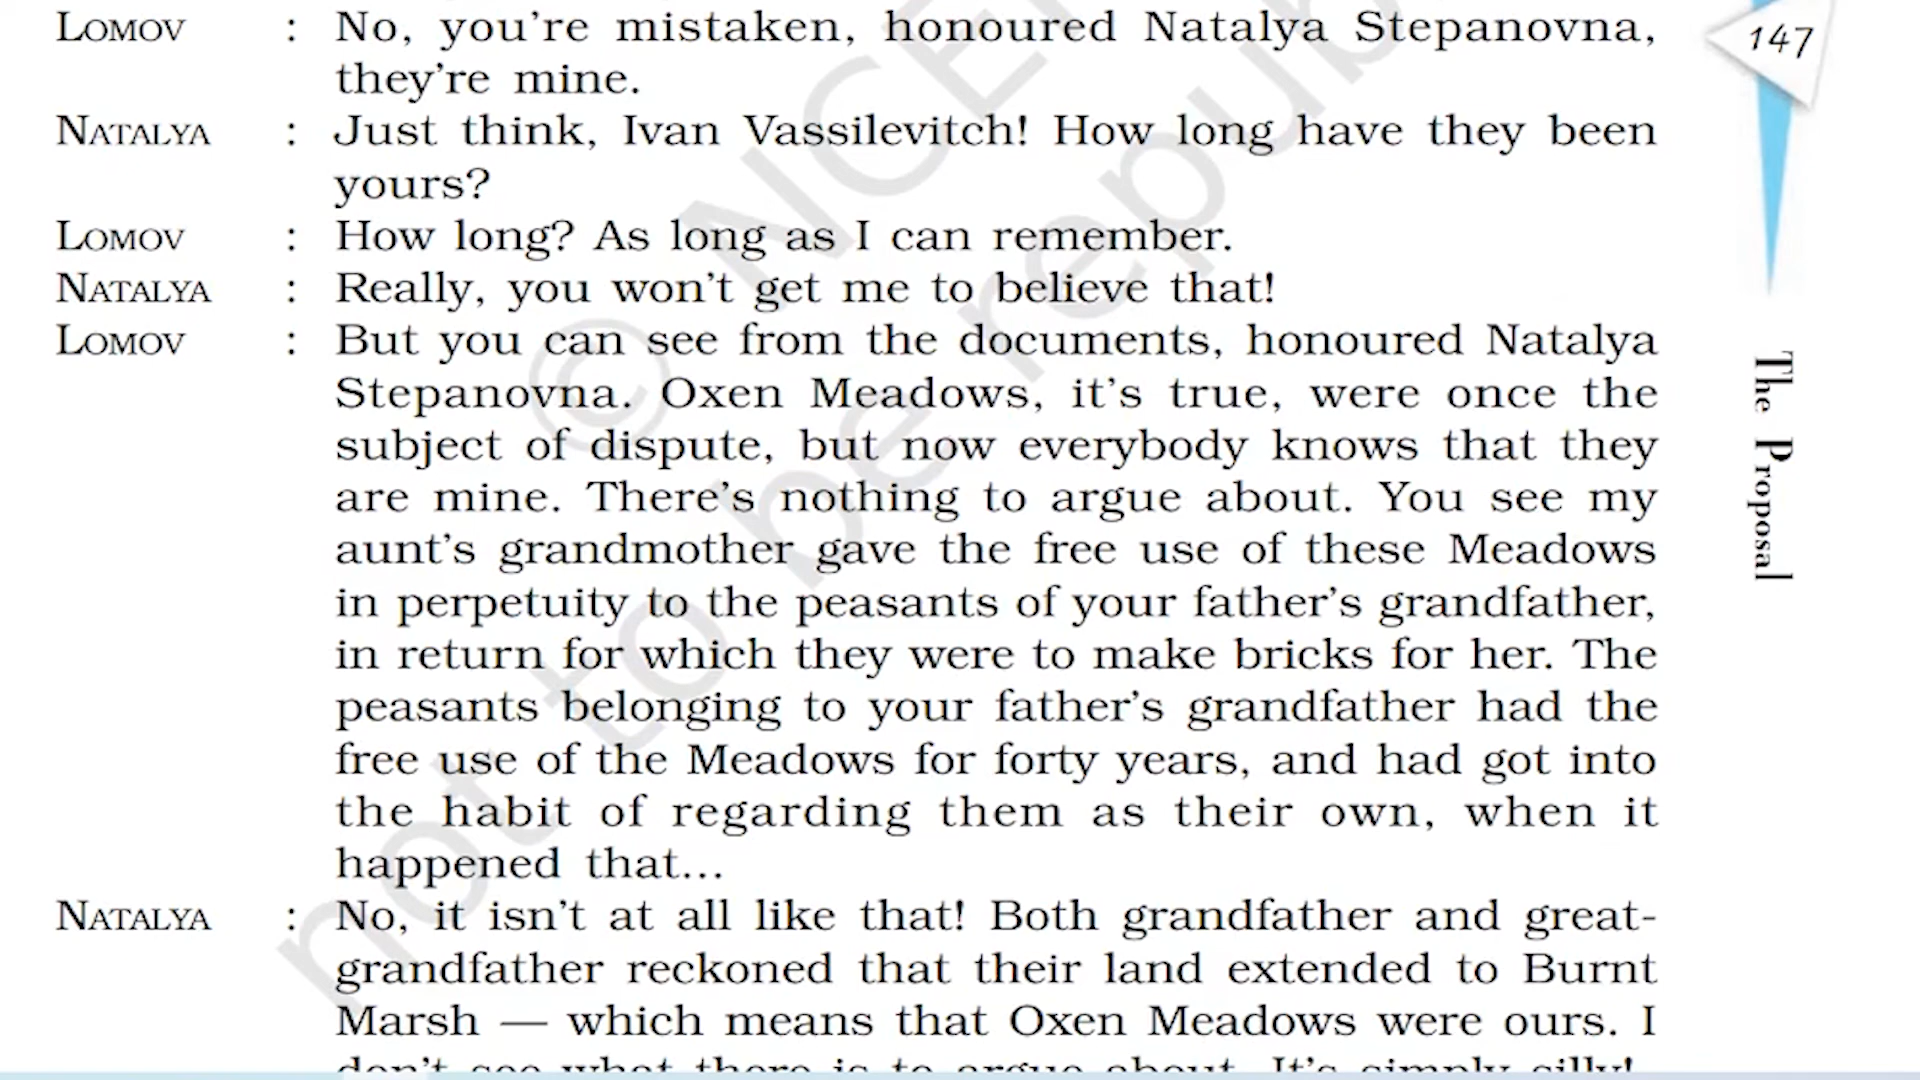 LOMOV : No, you're mistaken, honoured Natalya Stepanovna,
they're mine.
NATALYA : Just think, Ivan Vassilevitch! How long have they been
yours?
LOMOV : How long? As long as I can remember.
NATALYA : Really, you won't get me to believe that!
LOMOV : But you can see from the documents, honoured Natalya
Stepanovna. Oxen Meadows, it's true, were once the
subject of dispute, but now everybody knows that they
are mine. There's nothing to argue about. You see my
aunt's grandmother gave the free use of these Meadows
in perpetuity to the peasants of your father's grandfather,
in return for which they were to make bricks for her. The
peasants belonging to your father's grandfather had the
free use of the Meadows for forty years, and had got into
the habit of regarding them as their own, when it
happened that...
NATALYA : No, it isn't at all like that! Both grandfather and great-
grandfather reckoned that their land extended to Burnt
Marsh — which means that Oxen Meadows were ours. I
don't see what there is to argue about. It's simply silly!
147
The Proposal
© NCE
not to be repub